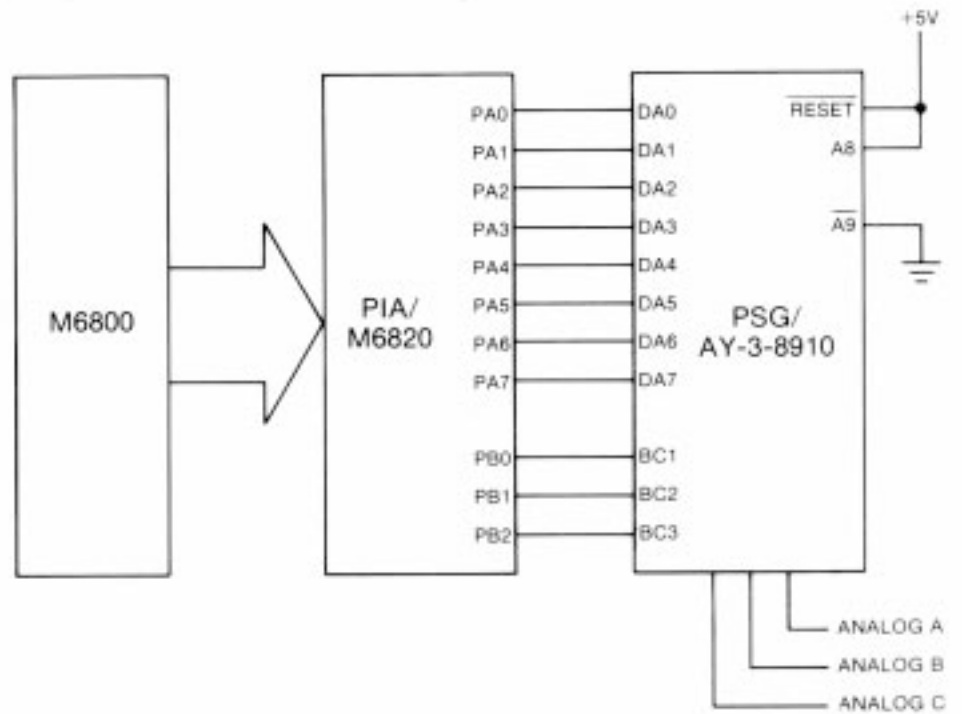 +5V
M6800
PIA/
M6820
PA0
PA1
PA2
PA3
PA4
PA5
PA6
PA7
PB0
PB1
PB2
DA0
DA1
DA2
DA3
DA4
DA5
DA6
DA7
BC1
BC2
BC3
PSG/
AY-3-8910
RESET
A8
A9
ANALOG A
ANALOG B
ANALOG C